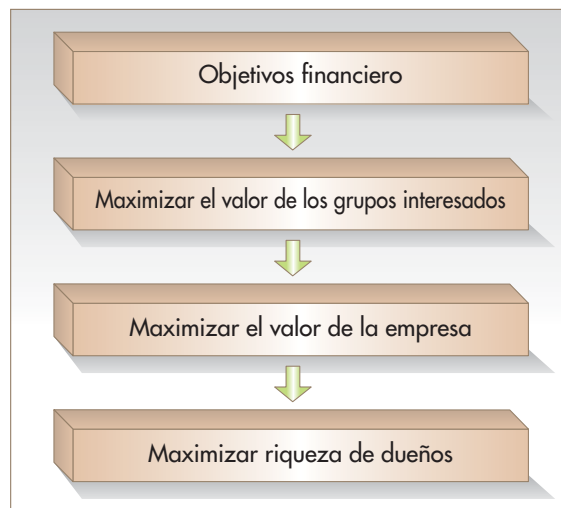 Objetivos financiero
Maximizar el valor de los grupos interesados
Maximizar el valor de la empresa
Maximizar riqueza de dueños